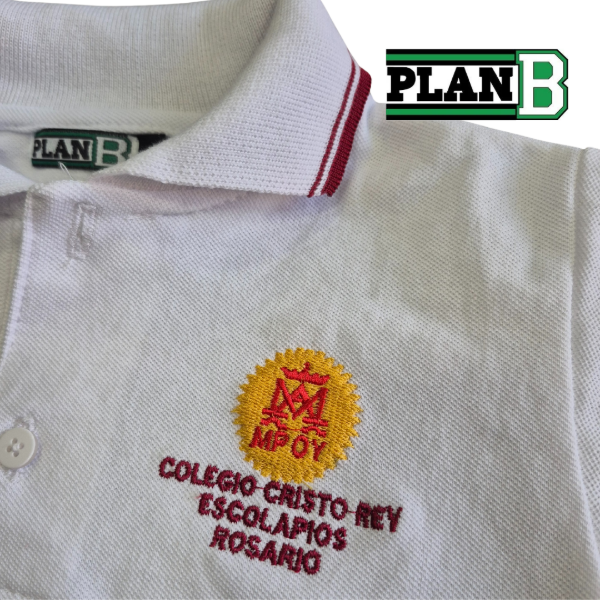 PLAN B
PLAN B
MP OY
COLEGIO CRISTO REY
ESCOLAPIOS
ROSARIO